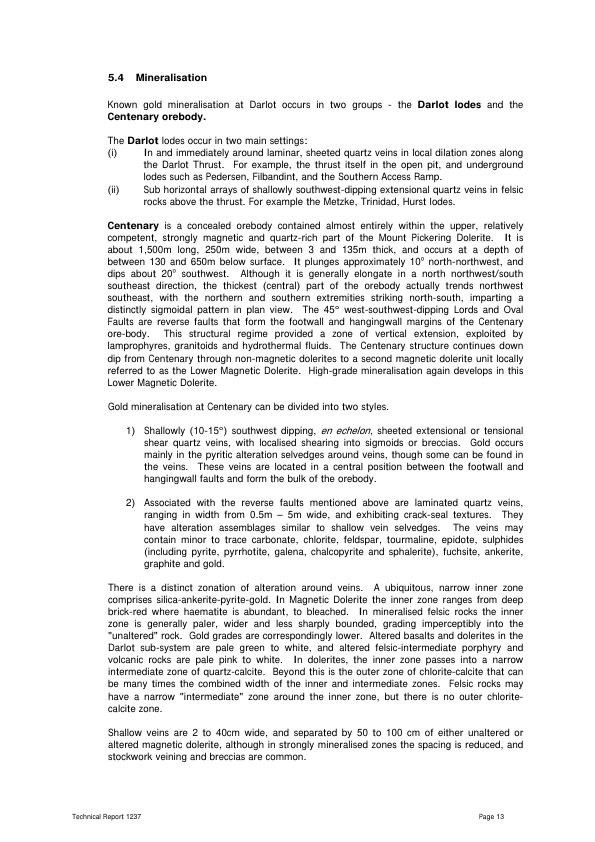 5.4 Mineralisation
Known gold mineralisation at Darlot occurs in two groups - the Darlot lodes and the
Centenary orebody.
The Darlot lodes occur in two main settings:
(i) In and immediately around laminar, sheeted quartz veins in local dilation zones along
the Darlot Thrust. For example, the thrust itself in the open pit, and underground
lodes such as Pedersen, Filbandint, and the Southern Access Ramp.
(ii) Sub horizontal arrays of shallowly southwest-dipping extensional quartz veins in felsic
rocks above the thrust. For example the Metzke, Trinidad, Hurst lodes.
Centenary is a concealed orebody contained almost entirely within the upper, relatively
competent, strongly magnetic and quartz-rich part of the Mount Pickering Dolerite. It is
about 1,500m long, 250m wide, between 3 and 135m thick, and occurs at a depth of
between 130 and 650m below surface. It plunges approximately 10° north-northwest, and
dips about 20° southwest. Although it is generally elongate in a north northwest/south
southeast direction, the thickest (central) part of the orebody actually trends northwest
southeast, with the northern and southern extremities striking north-south, imparting a
distinctly sigmoidal pattern in plan view. The 45° west-southwest-dipping Lords and Oval
Faults are reverse faults that form the footwall and hangingwall margins of the Centenary
ore-body. This structural regime provided a zone of vertical extension, exploited by
lamprophyres, granitoids and hydrothermal fluids. The Centenary structure continues down
dip from Centenary through non-magnetic dolerites to a second magnetic dolerite unit locally
referred to as the Lower Magnetic Dolerite. High-grade mineralisation again develops in this
Lower Magnetic Dolerite.
Gold mineralisation at Centenary can be divided into two styles.
1) Shallowly (10-15°) southwest dipping, en echelon, sheeted extensional or tensional
shear quartz veins, with localised shearing into sigmoids or breccias. Gold occurs
mainly in the pyritic alteration selvedges around veins, though some can be found in
the veins. These veins are located in a central position between the footwall and
hangingwall faults and form the bulk of the orebody.
2) Associated with the reverse faults mentioned above are laminated quartz veins,
ranging in width from 0.5m – 5m wide, and exhibiting crack-seal textures. They
have alteration assemblages similar to shallow vein selvedges. The veins may
contain minor to trace carbonate, chlorite, feldspar, tourmaline, epidote, sulphides
(including pyrite, pyrrhotite, galena, chalcopyrite and sphalerite), fuchsite, ankerite,
graphite and gold.
There is a distinct zonation of alteration around veins. A ubiquitous, narrow inner zone
comprises silica-ankerite-pyrite-gold. In Magnetic Dolerite the inner zone ranges from deep
brick-red where haematite is abundant, to bleached. In mineralised felsic rocks the inner
zone is generally paler, wider and less sharply bounded, grading imperceptibly into the
"unaltered" rock. Gold grades are correspondingly lower. Altered basalts and dolerites in the
Darlot sub-system are pale green to white, and altered felsic-intermediate porphyry and
volcanic rocks are pale pink to white. In dolerites, the inner zone passes into a narrow
intermediate zone of quartz-calcite. Beyond this is the outer zone of chlorite-calcite that can
be many times the combined width of the inner and intermediate zones. Felsic rocks may
have a narrow "intermediate" zone around the inner zone, but there is no outer chlorite-
calcite zone.
Shallow veins are 2 to 40cm wide, and separated by 50 to 100 cm of either unaltered or
altered magnetic dolerite, although in strongly mineralised zones the spacing is reduced, and
stockwork veining and breccias are common.
Technical Report 1237 Page 13